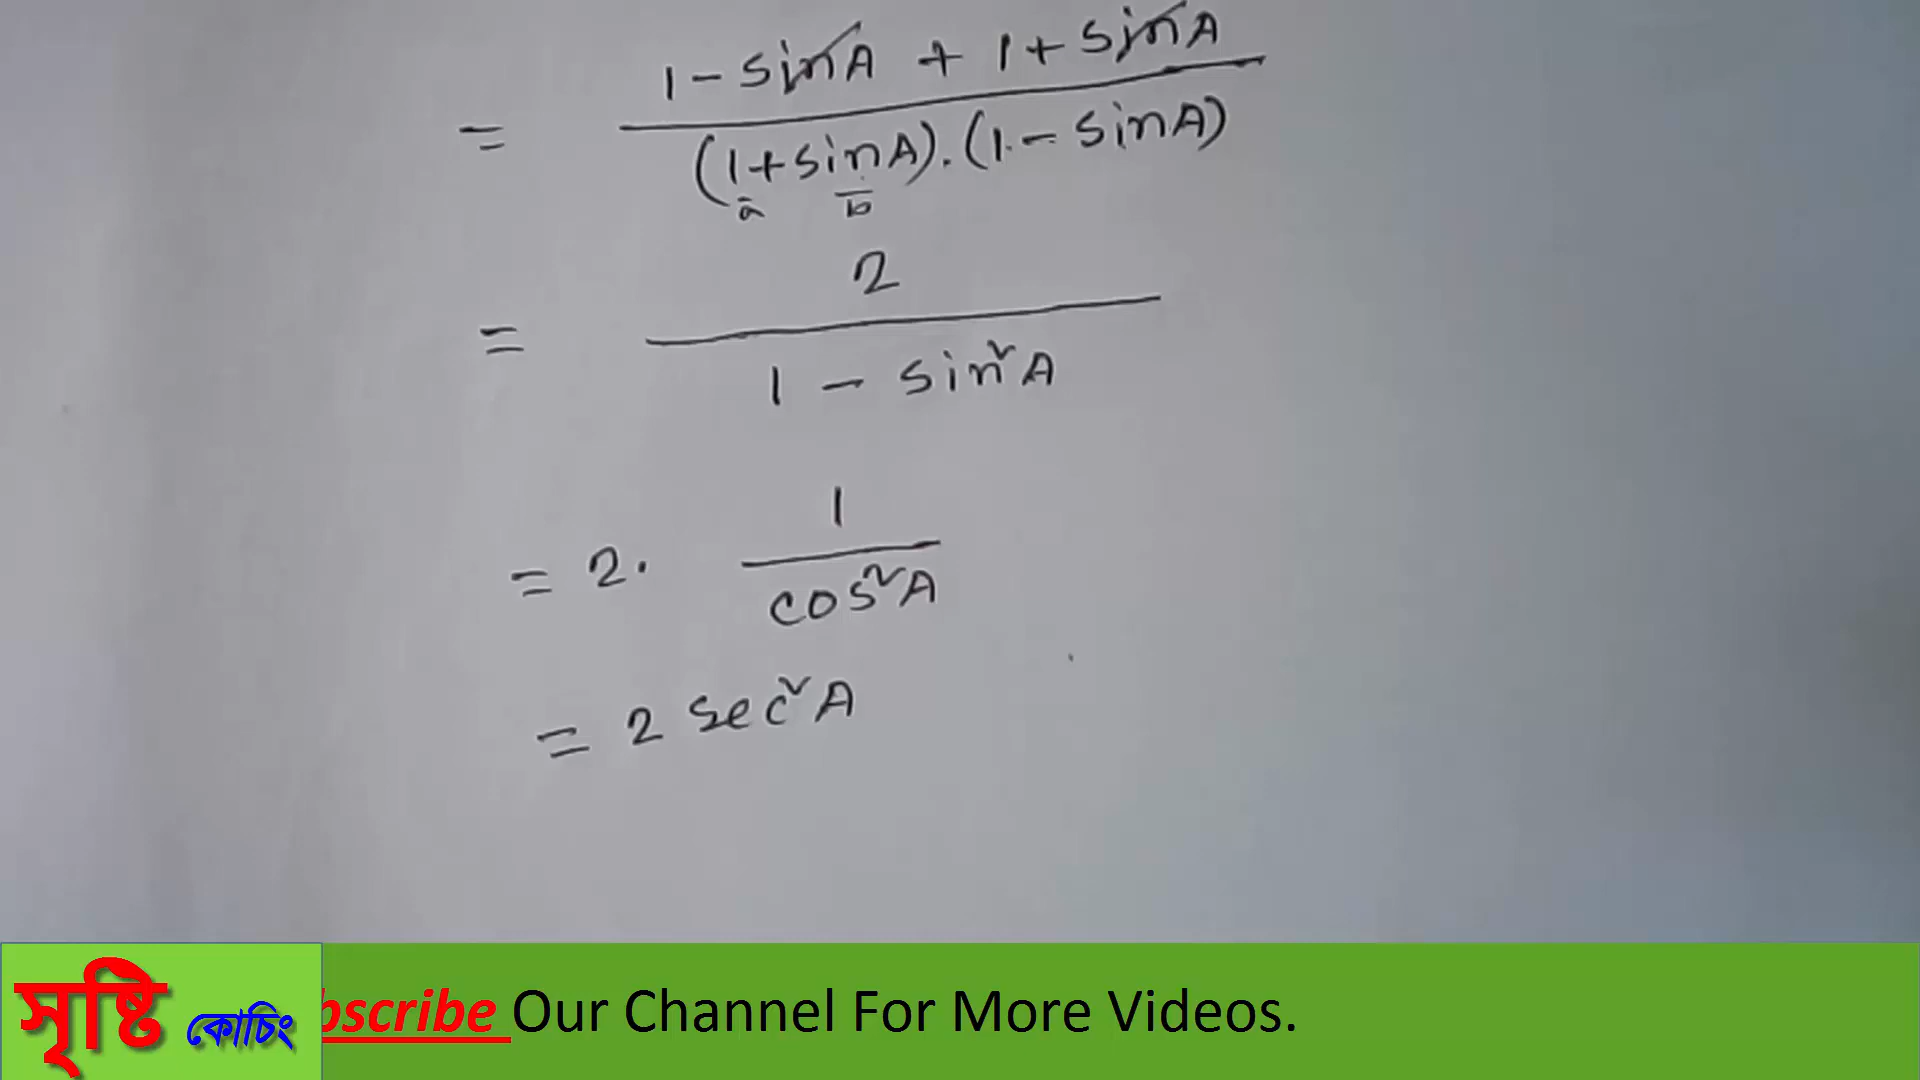 = 1 - sinA + 1 + sinA / (1 + sinA).(1 - sinA)
a b
= 2 / 1 - sin²A
= 2. 1 / cos²A
= 2 sec²A
সৃষ্টি কোচিং bscribe Our Channel For More Videos.